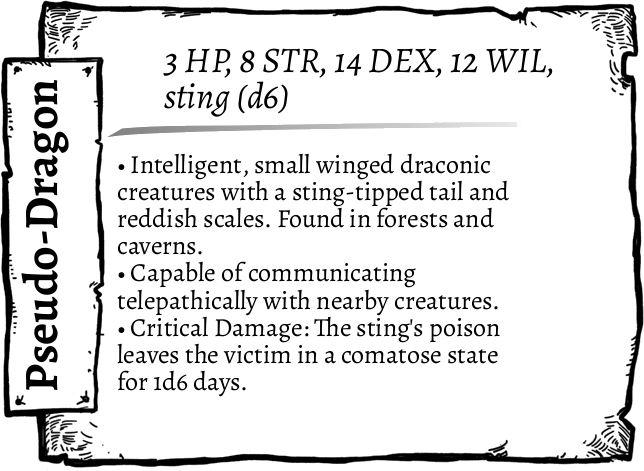 Pseudo-Dragon
3 HP, 8 STR, 14 DEX, 12 WIL,
sting (d6)
• Intelligent, small winged draconic
creatures with a sting-tipped tail and
reddish scales. Found in forests and
caverns.
• Capable of communicating
telepathically with nearby creatures.
• Critical Damage: The sting's poison
leaves the victim in a comatose state
for 1d6 days.